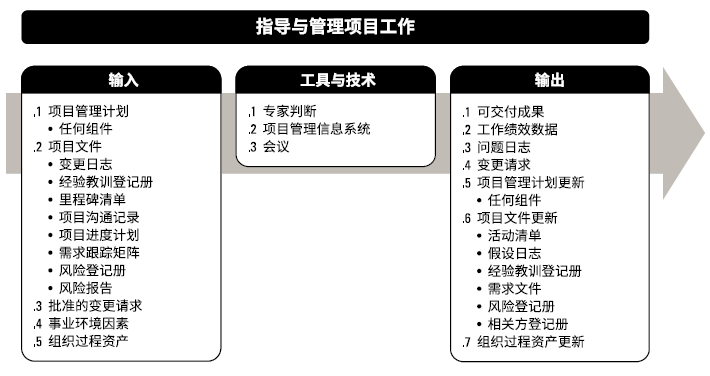 指导与管理项目工作
输入
.1 项目管理计划
• 任何组件
.2 项目文件
• 变更日志
• 经验教训登记册
• 里程碑清单
• 项目沟通记录
• 项目进度计划
• 需求跟踪矩阵
• 风险登记册
• 风险报告
.3 批准的变更请求
.4 事业环境因素
.5 组织过程资产
工具与技术
.1 专家判断
.2 项目管理信息系统
.3 会议
输出
.1 可交付成果
.2 工作绩效数据
.3 问题日志
.4 变更请求
.5 项目管理计划更新
• 任何组件
.6 项目文件更新
• 活动清单
• 假设日志
• 经验教训登记册
• 需求文件
• 风险登记册
• 相关方登记册
.7 组织过程资产更新